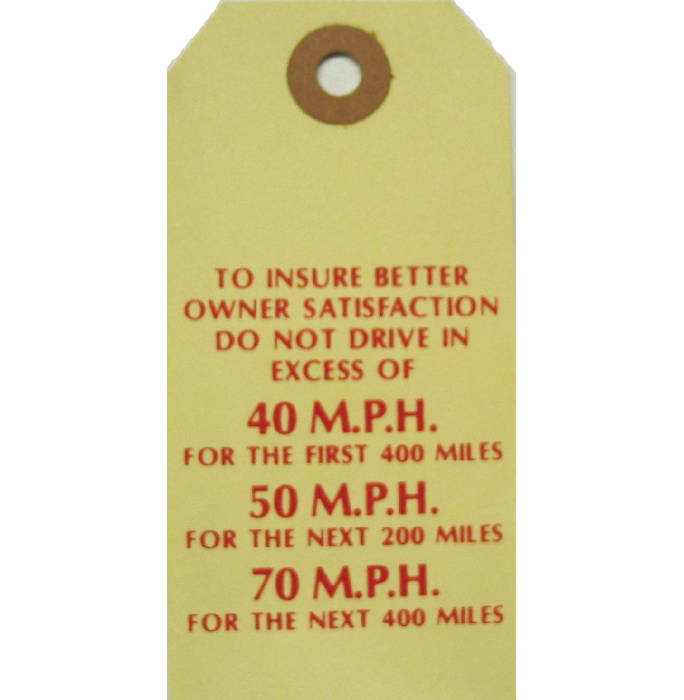 TO INSURE BETTER
OWNER SATISFACTION
DO NOT DRIVE IN
EXCESS OF
40 M.P.H.
FOR THE FIRST 400 MILES
50 M.P.H.
FOR THE NEXT 200 MILES
70 M.P.H.
FOR THE NEXT 400 MILES